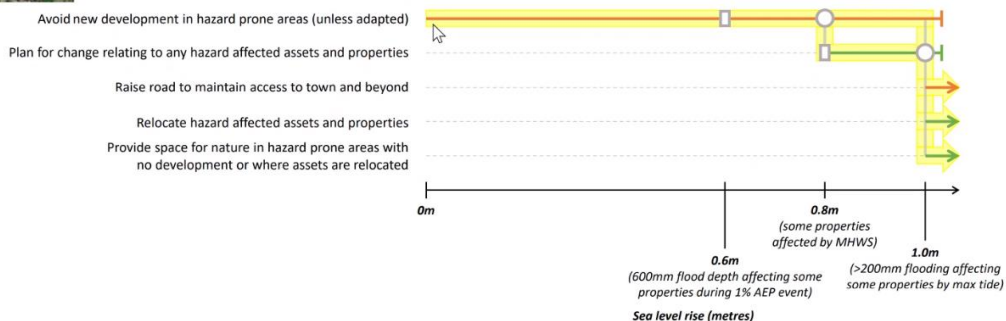 Avoid new development in hazard prone areas (unless adapted)
Plan for change relating to any hazard affected assets and properties
Raise road to maintain access to town and beyond
Relocate hazard affected assets and properties
Provide space for nature in hazard prone areas with
no development or where assets are relocated
0m
0.6m
(600mm flood depth affecting some
properties during 1% AEP event)
0.8m
(some properties
affected by MHWS)
1.0m
(>200mm flooding affecting
some properties by max tide)
Sea level rise (metres)